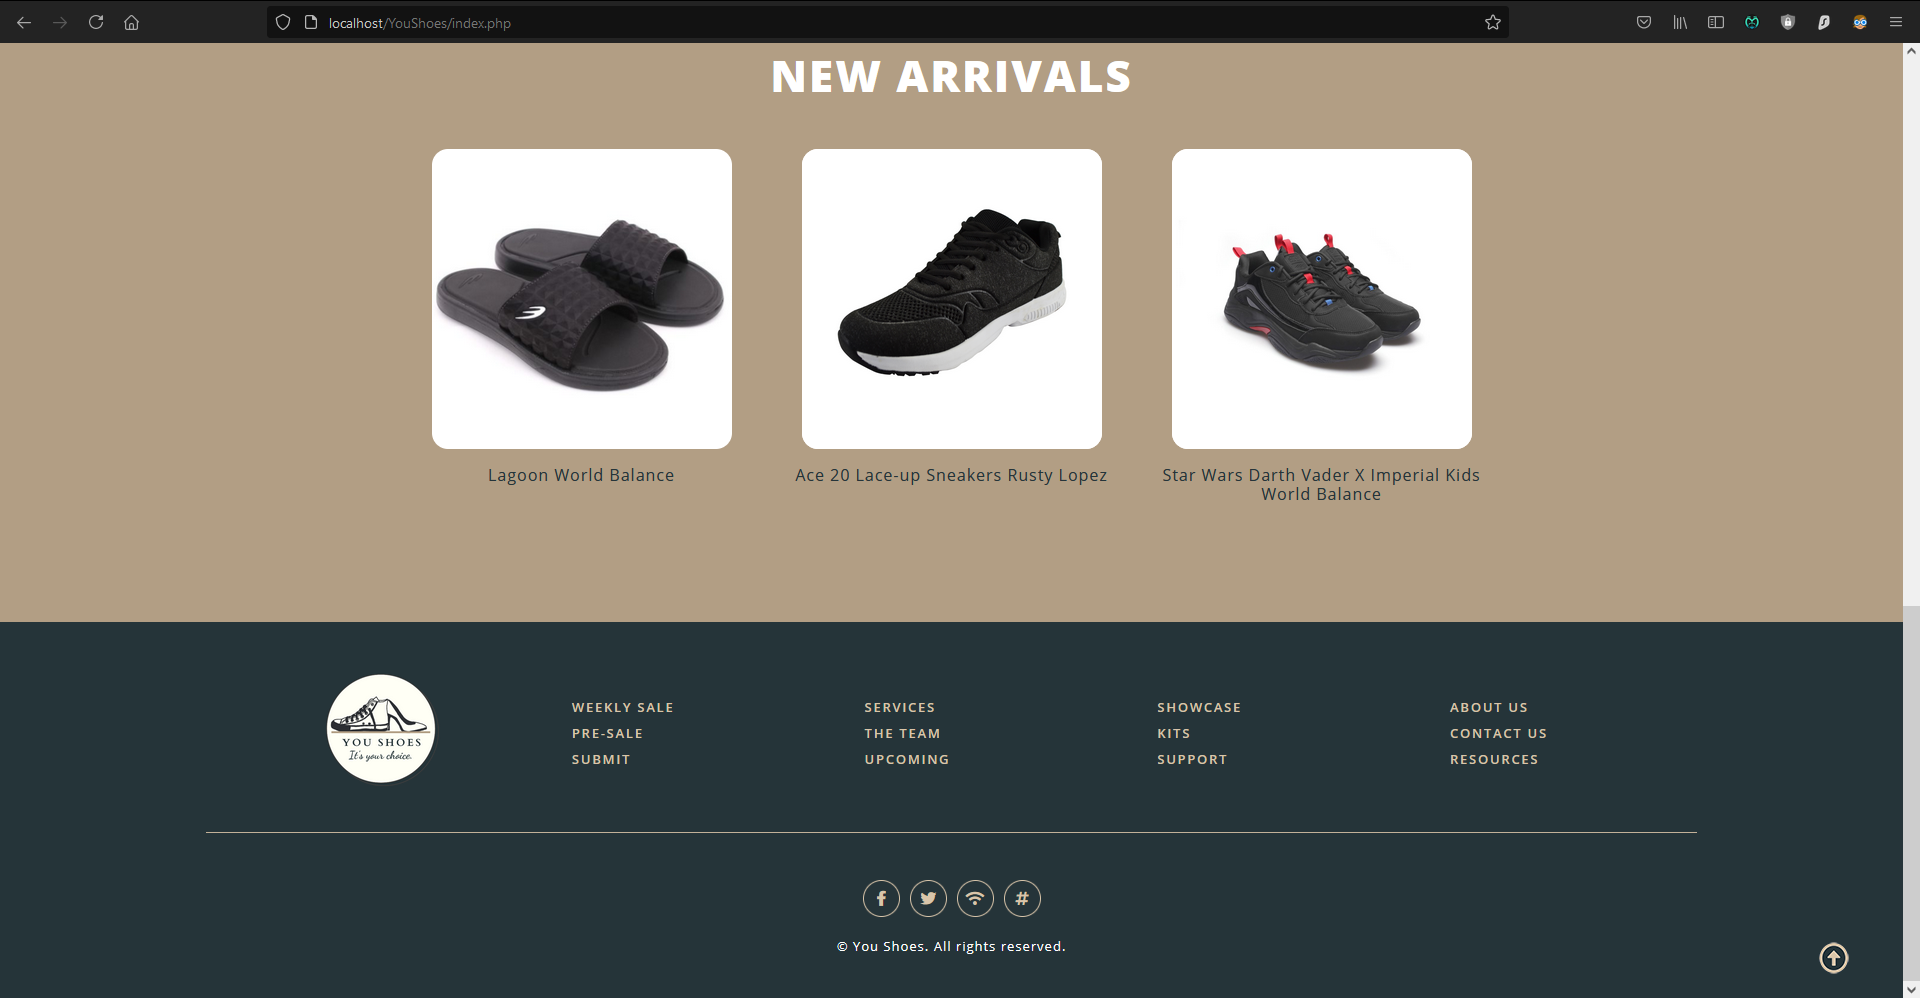 localhost/YouShoes/index.php
NEW ARRIVALS
Lagoon World Balance
Ace 20 Lace-up Sneakers Rusty Lopez
Star Wars Darth Vader X Imperial Kids
World Balance
YOU SHOES
It's your choice.
WEEKLY SALE
PRE-SALE
SUBMIT
SERVICES
THE TEAM
UPCOMING
SHOWCASE
KITS
SUPPORT
ABOUT US
CONTACT US
RESOURCES
© You Shoes. All rights reserved.